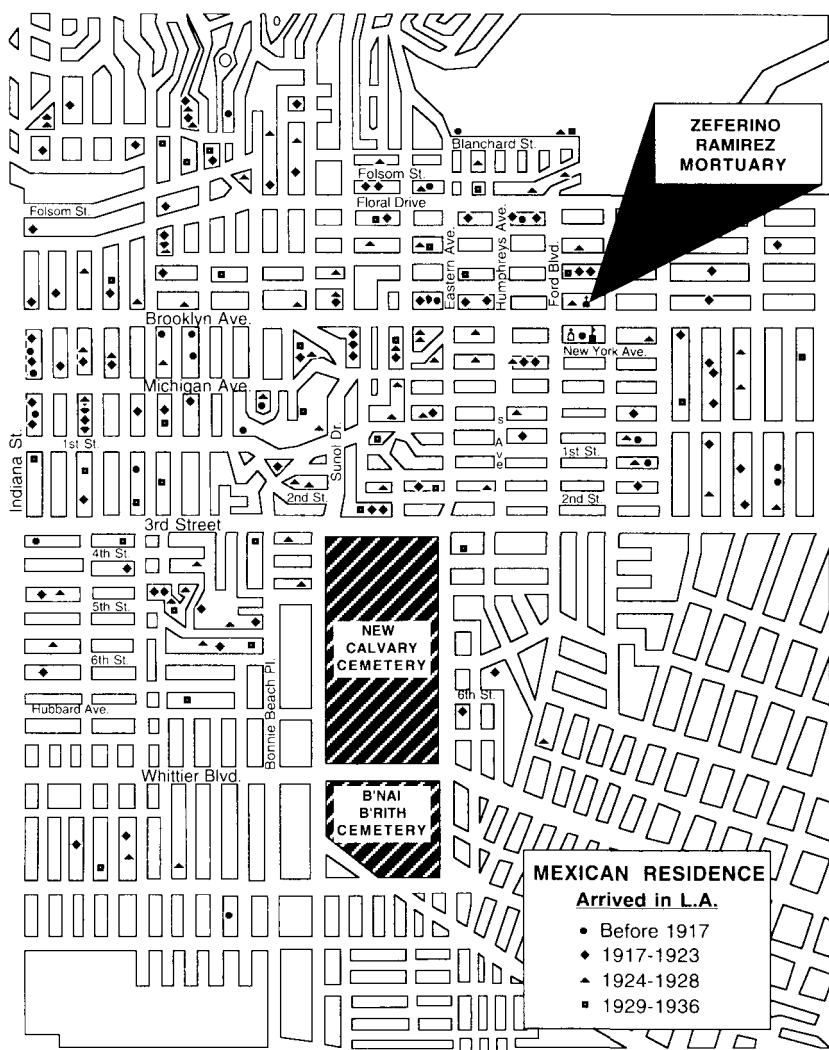 ZEFERINO
RAMIREZ
MORTUARY
Blanchard St.
Folsom St.
Folsom St.
Floral Drive
Eastern Ave.
Humphreys Ave.
Ford Blvd.
Brooklyn Ave.
New York Ave.
Michigan Ave.
Indiana St.
1st St.
Sunol Dr.
s Ave
1st St.
2nd St.
2nd St.
3rd Street
4th St.
5th St.
6th St.
Hubbard Ave.
Bonnie Beach Pl.
NEW
CALVARY
CEMETERY
6th St.
Whittier Blvd.
B'NAI
B'RITH
CEMETERY
MEXICAN RESIDENCE
Arrived in L.A.
Before 1917
1917-1923
1924-1928
1929-1936